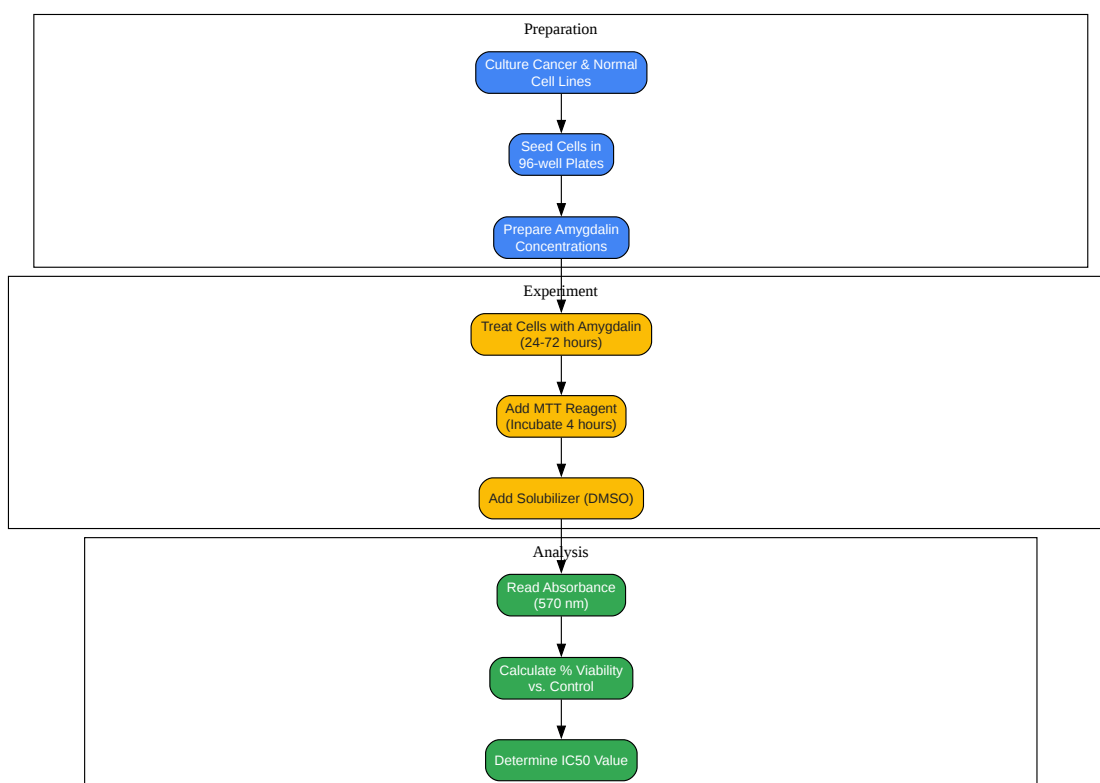 Preparation
Culture Cancer & Normal
Cell Lines
Seed Cells in
96-well Plates
Prepare Amygdalin
Concentrations
Experiment
Treat Cells with Amygdalin
(24-72 hours)
Add MTT Reagent
(Incubate 4 hours)
Add Solubilizer (DMSO)
Analysis
Read Absorbance
(570 nm)
Calculate % Viability
vs. Control
Determine IC50 Value